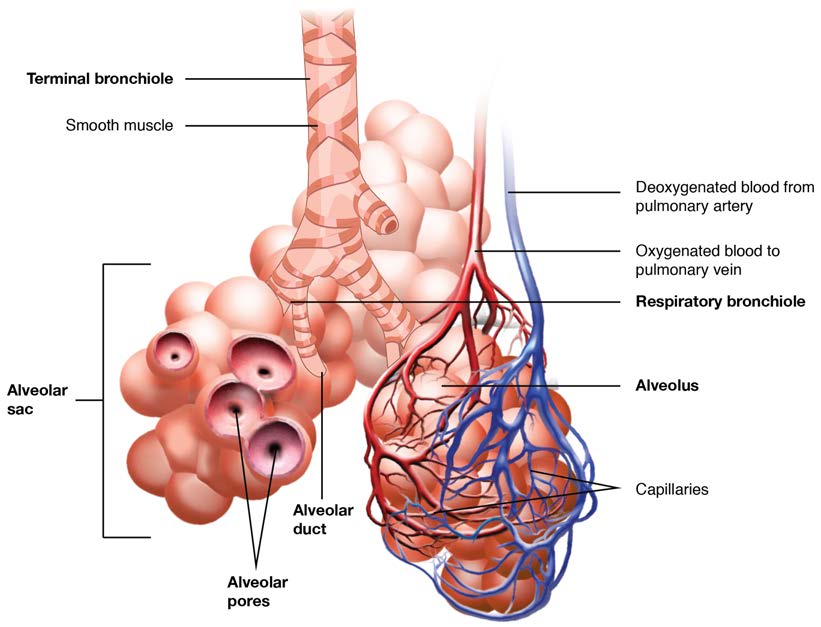 Terminal bronchiole
Smooth muscle
Deoxygenated blood from
pulmonary artery
Oxygenated blood to
pulmonary vein
Respiratory bronchiole
Alveolar
sac
Alveolus
Capillaries
Alveolar
duct
Alveolar
pores